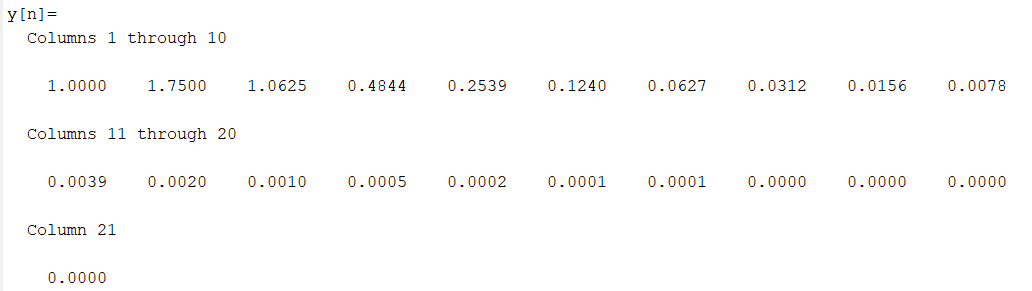 y[n]=
Columns 1 through 10
1.0000 1.7500 1.0625 0.4844 0.2539 0.1240 0.0627 0.0312 0.0156 0.0078
Columns 11 through 20
0.0039 0.0020 0.0010 0.0005 0.0002 0.0001 0.0001 0.0000 0.0000 0.0000
Column 21
0.0000